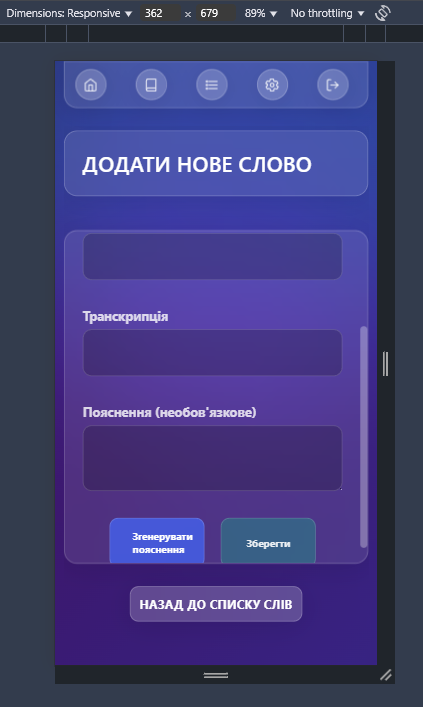 Dimensions: Responsive 362 × 679 89% No throttling
ДОДАТИ НОВЕ СЛОВО
Транскрипція
Пояснення (необов'язкове)
Згенерувати
пояснення
Зберегти
НАЗАД ДО СПИСКУ СЛІВ